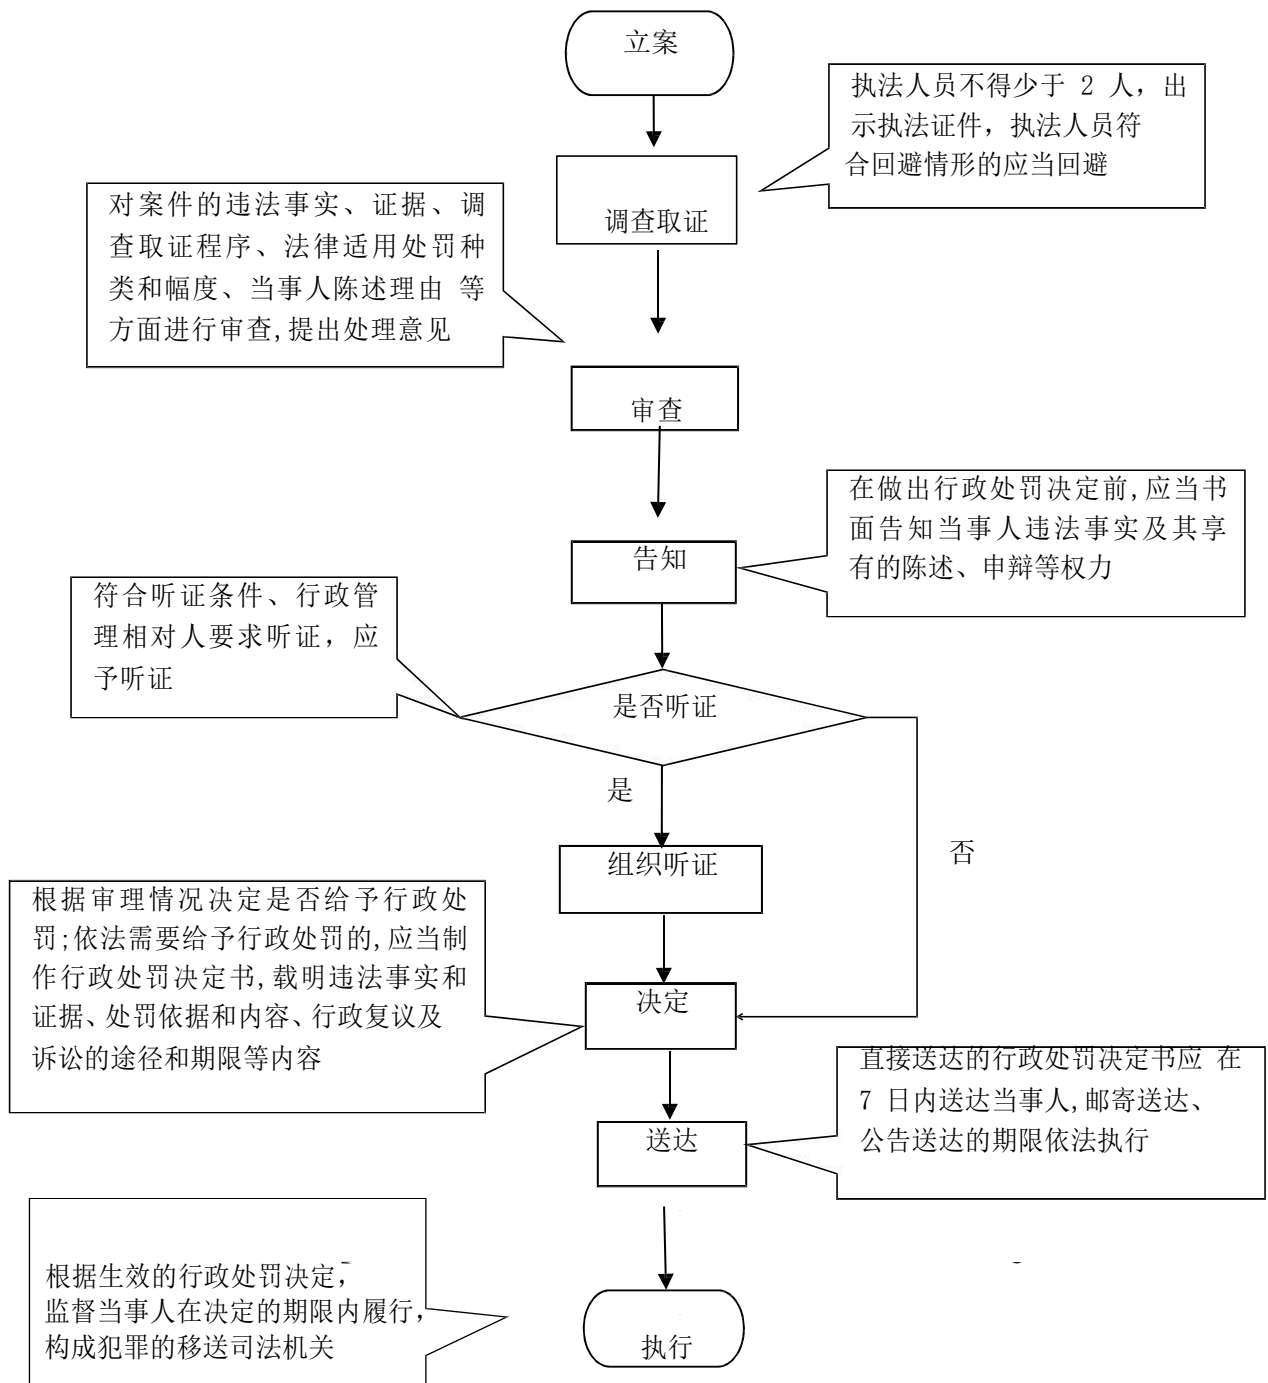 立案
执法人员不得少于 2 人，出
示执法证件，执法人员符
合回避情形的应当回避
调查取证
对案件的违法事实、证据、调
查取证程序、法律适用处罚种
类和幅度、当事人陈述理由 等
方面进行审查,提出处理意见
审查
在做出行政处罚决定前,应当书
面告知当事人违法事实及其享
有的陈述、申辩等权力
告知
符合听证条件、行政管
理相对人要求听证，应
予听证
是否听证
是
否
组织听证
根据审理情况决定是否给予行政处
罚;依法需要给予行政处罚的,应当制
作行政处罚决定书,载明违法事实和
证据、处罚依据和内容、行政复议及
诉讼的途径和期限等内容
决定
直接送达的行政处罚决定书应 在
7 日内送达当事人,邮寄送达、
公告送达的期限依法执行
送达
根据生效的行政处罚决定，
监督当事人在决定的期限内履行，
构成犯罪的移送司法机关
执行